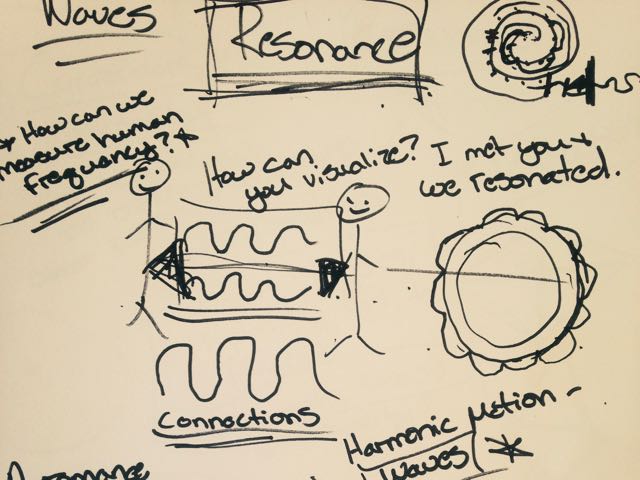 Waves
Resonance
* How can we
measure human
frequency? *
How can
you visualize?
I met you +
we resonated.
Connections
Harmonic Motion -
Waves